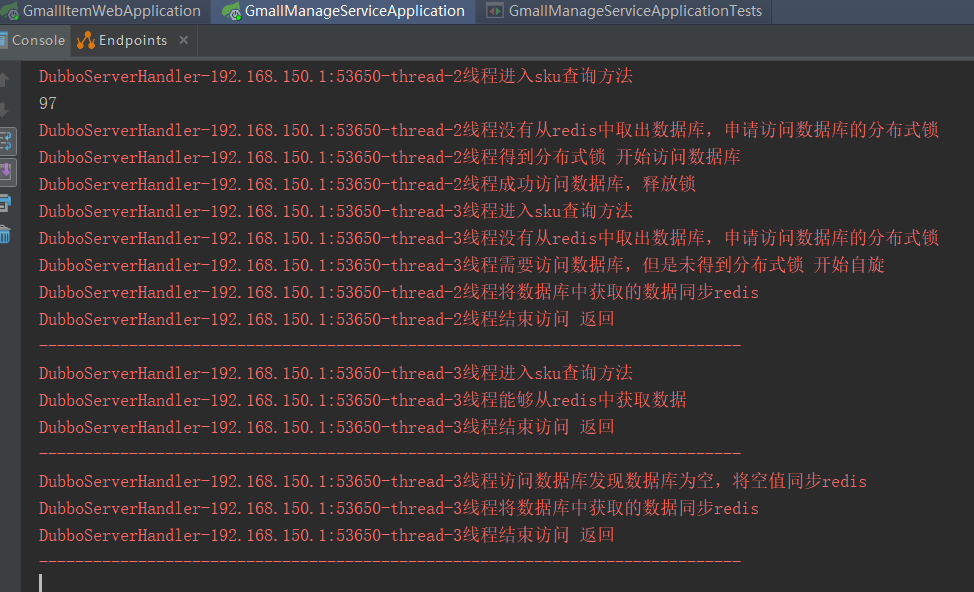 GmallItemWebApplication GmallManageServiceApplication GmallManageServiceApplicationTests
Console Endpoints
DubboServerHandler-192.168.150.1:53650-thread-2线程进入sku查询方法
97
DubboServerHandler-192.168.150.1:53650-thread-2线程没有从redis中取出数据库，申请访问数据库的分布式锁
DubboServerHandler-192.168.150.1:53650-thread-2线程得到分布式锁 开始访问数据库
DubboServerHandler-192.168.150.1:53650-thread-2线程成功访问数据库，释放锁
DubboServerHandler-192.168.150.1:53650-thread-3线程进入sku查询方法
DubboServerHandler-192.168.150.1:53650-thread-3线程没有从redis中取出数据库，申请访问数据库的分布式锁
DubboServerHandler-192.168.150.1:53650-thread-3线程需要访问数据库，但是未得到分布式锁 开始自旋
DubboServerHandler-192.168.150.1:53650-thread-2线程将数据库中获取的数据同步redis
DubboServerHandler-192.168.150.1:53650-thread-2线程结束访问 返回
------------------------------------------------------------------------------
DubboServerHandler-192.168.150.1:53650-thread-3线程进入sku查询方法
DubboServerHandler-192.168.150.1:53650-thread-3线程能够从redis中获取数据
DubboServerHandler-192.168.150.1:53650-thread-3线程结束访问 返回
------------------------------------------------------------------------------
DubboServerHandler-192.168.150.1:53650-thread-3线程访问数据库发现数据库为空，将空值同步redis
DubboServerHandler-192.168.150.1:53650-thread-3线程将数据库中获取的数据同步redis
DubboServerHandler-192.168.150.1:53650-thread-3线程结束访问 返回
------------------------------------------------------------------------------